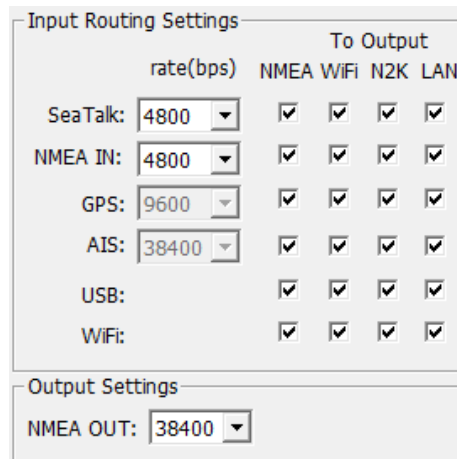 Input Routing Settings
To Output
rate(bps) NMEA WiFi N2K LAN
SeaTalk: 4800
NMEA IN: 4800
GPS: 9600
AIS: 38400
USB:
WiFi:
Output Settings
NMEA OUT: 38400